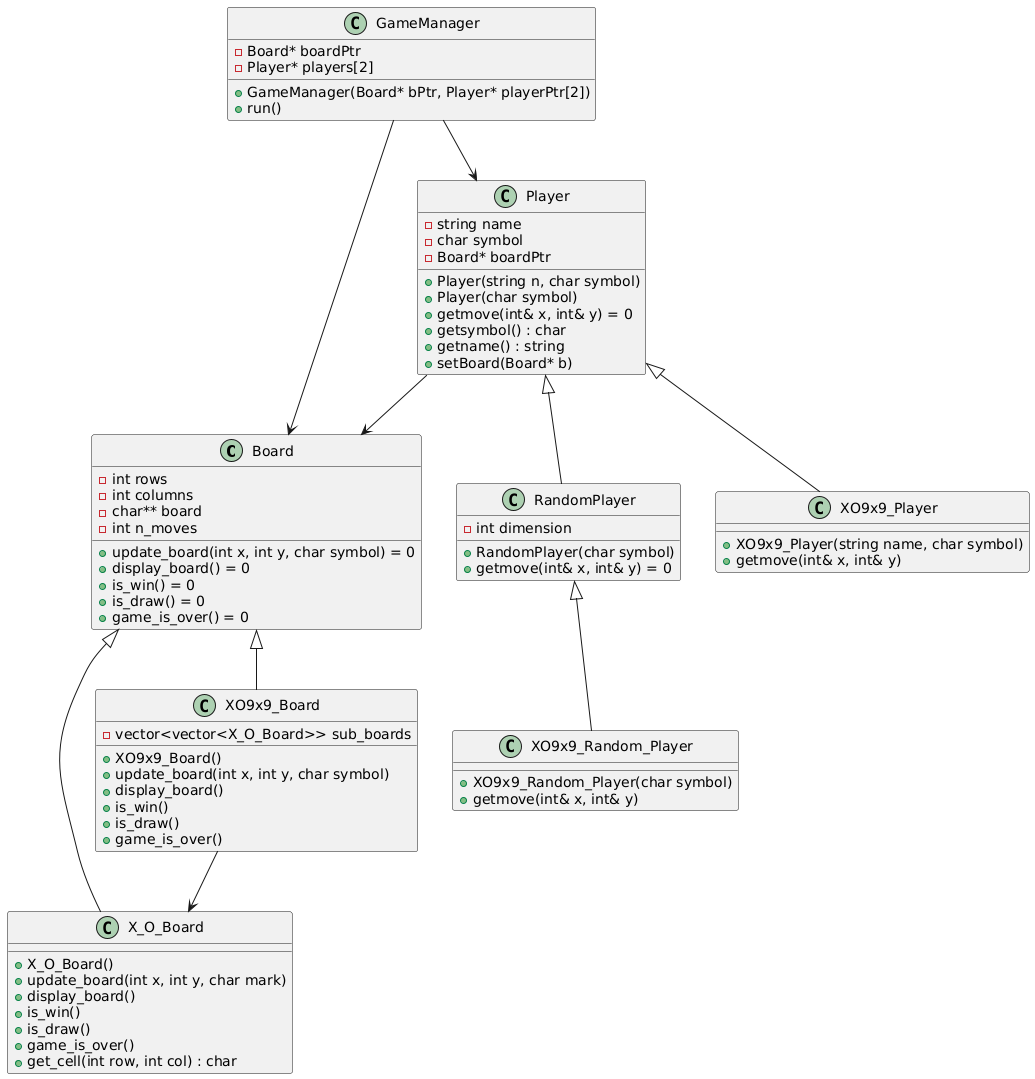 C GameManager
Board* boardPtr
Player* players[2]
GameManager(Board* bPtr, Player* playerPtr[2])
run()
C Player
string name
char symbol
Board* boardPtr
Player(string n, char symbol)
Player(char symbol)
getmove(int& x, int& y) = 0
getsymbol() : char
getname() : string
setBoard(Board* b)
C Board
int rows
int columns
char** board
int n_moves
update_board(int x, int y, char symbol) = 0
display_board() = 0
is_win() = 0
is_draw() = 0
game_is_over() = 0
C RandomPlayer
int dimension
RandomPlayer(char symbol)
getmove(int& x, int& y) = 0
C XO9x9_Player
XO9x9_Player(string name, char symbol)
getmove(int& x, int& y)
C XO9x9_Board
vector<vector<X_O_Board>> sub_boards
XO9x9_Board()
update_board(int x, int y, char symbol)
display_board()
is_win()
is_draw()
game_is_over()
C XO9x9_Random_Player
XO9x9_Random_Player(char symbol)
getmove(int& x, int& y)
C X_O_Board
X_O_Board()
update_board(int x, int y, char mark)
display_board()
is_win()
is_draw()
game_is_over()
get_cell(int row, int col) : char